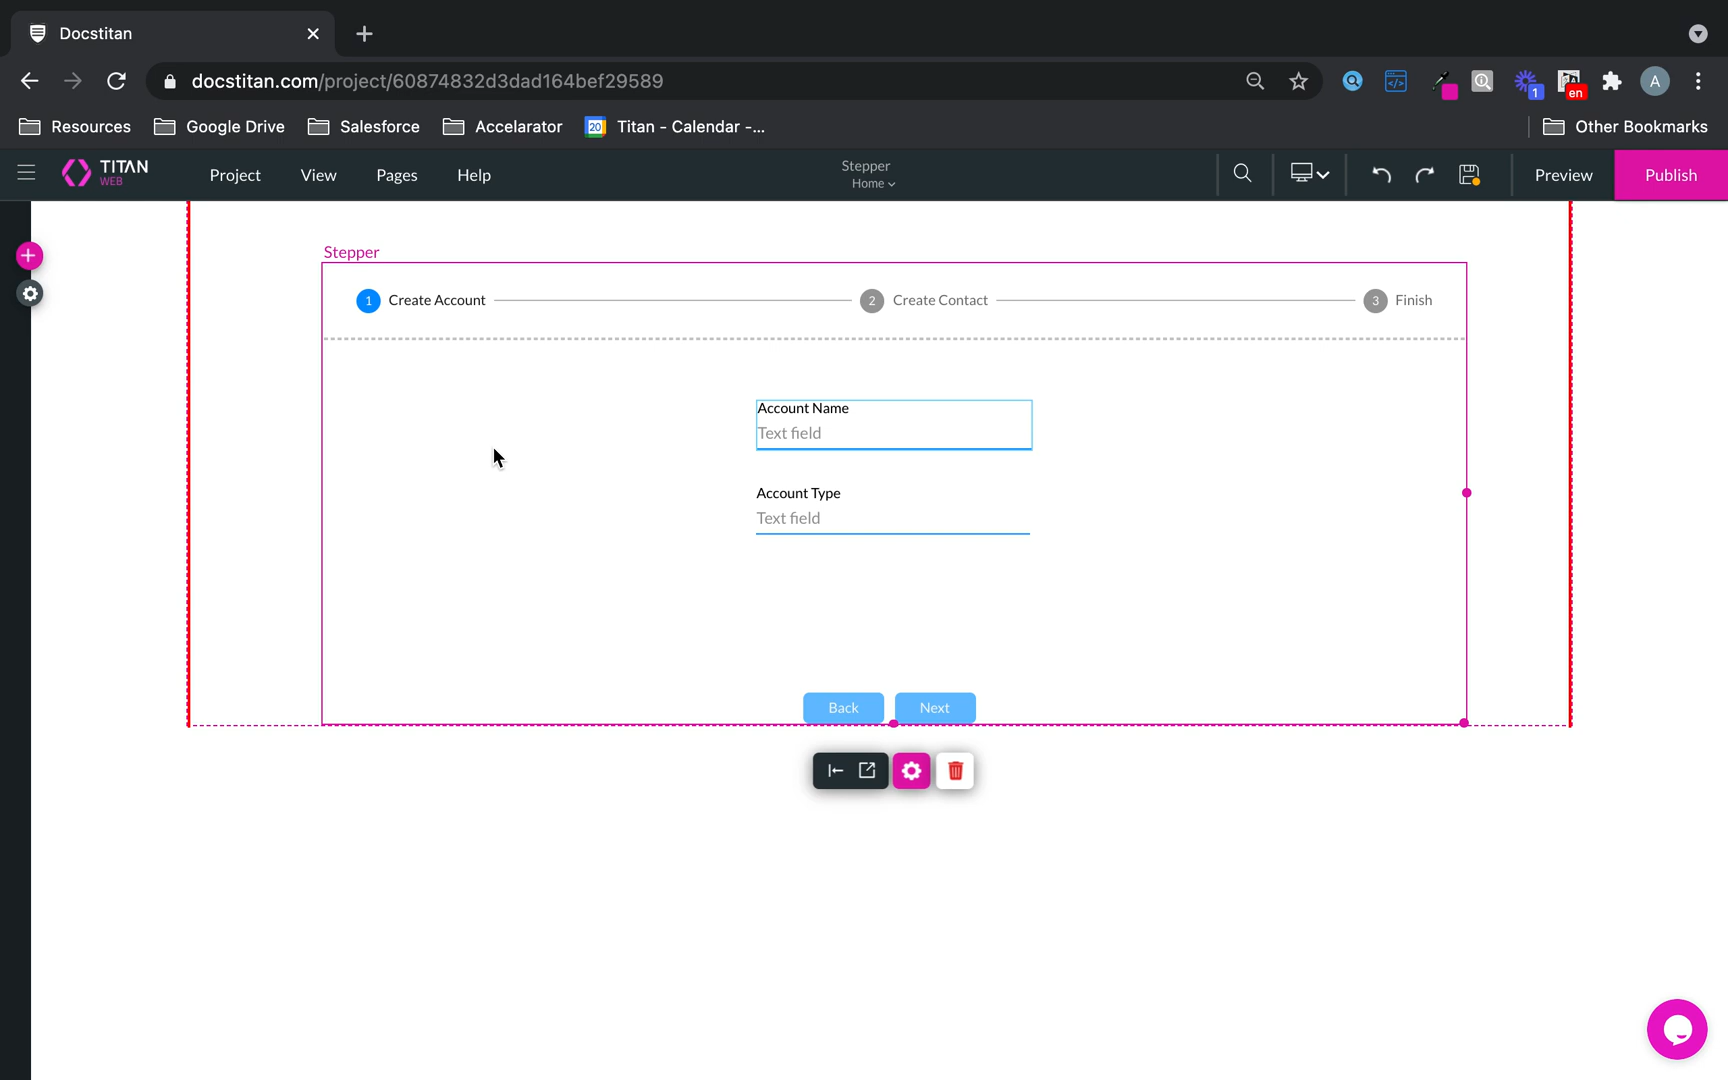 Docstitan
docstitan.com/project/60874832d3dad164bef29589
1
en
A
Resources
Google Drive
Salesforce
Accelarator
20
Titan - Calendar -...
Other Bookmarks
TITAN
WEB
Project
View
Pages
Help
Stepper
Home
Preview
Publish
Stepper
1 Create Account
2 Create Contact
3 Finish
Account Name
Text field
Account Type
Text field
Back
Next